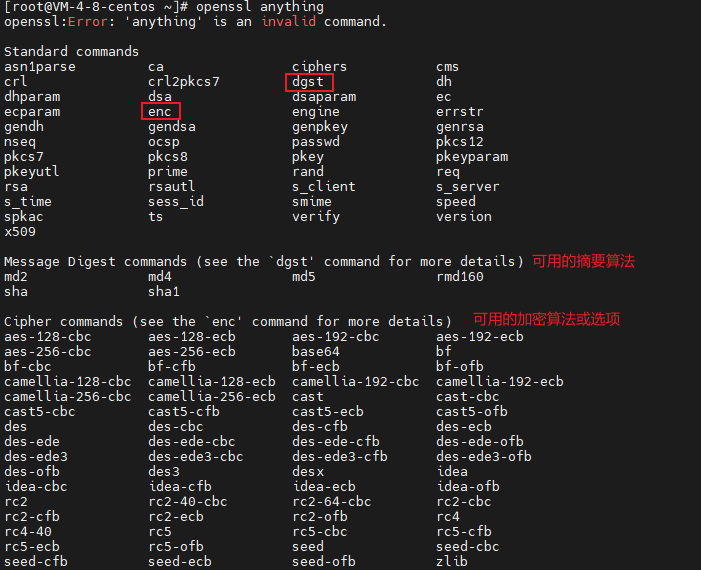 [root@VM-4-8-centos ~]# openssl anything
openssl:Error: 'anything' is an invalid command.
Standard commands
asn1parse ca ciphers cms
crl crl2pkcs7 dgst dh
dhparam dsa dsaparam ec
ecparam enc engine errstr
gendh gendsa genpkey genrsa
nseq ocsp passwd pkcs12
pkcs7 pkcs8 pkey pkeyparam
pkeyutl prime rand req
rsa rsautl s_client s_server
s_time sess_id smime speed
spkac ts verify version
x509
Message Digest commands (see the `dgst' command for more details) 可用的摘要算法
md2 md4 md5 rmd160
sha sha1
Cipher commands (see the `enc' command for more details) 可用的加密算法或选项
aes-128-cbc aes-128-ecb aes-192-cbc aes-192-ecb
aes-256-cbc aes-256-ecb base64 bf
bf-cbc bf-cfb bf-ecb bf-ofb
camellia-128-cbc camellia-128-ecb camellia-192-cbc camellia-192-ecb
camellia-256-cbc camellia-256-ecb cast cast-cbc
cast5-cbc cast5-cfb cast5-ecb cast5-ofb
des des-cbc des-cfb des-ecb
des-ede des-ede-cbc des-ede-cfb des-ede-ofb
des-ede3 des-ede3-cbc des-ede3-cfb des-ede3-ofb
des-ofb des3 desx idea
idea-cbc idea-cfb idea-ecb idea-ofb
rc2 rc2-40-cbc rc2-64-cbc rc2-cbc
rc2-cfb rc2-ecb rc2-ofb rc4
rc4-40 rc5 rc5-cbc rc5-cfb
rc5-ecb rc5-ofb seed seed-cbc
seed-cfb seed-ecb seed-ofb zlib